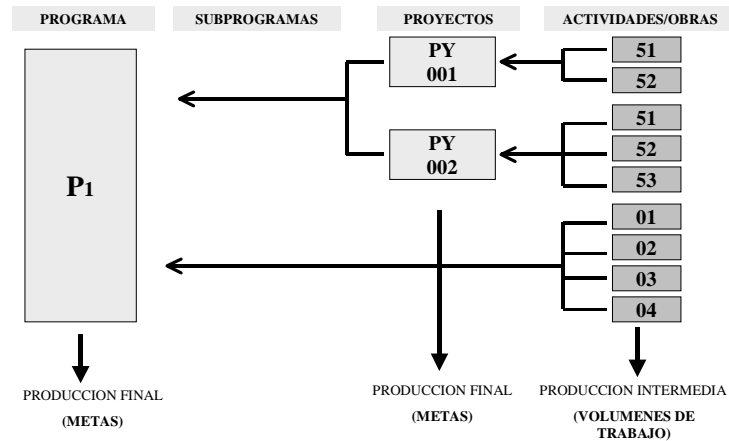 PROGRAMA
SUBPROGRAMAS
PROYECTOS
ACTIVIDADES/OBRAS
P1
PY
001
PY
002
51
52
51
52
53
01
02
03
04
PRODUCCION FINAL
(METAS)
PRODUCCION FINAL
(METAS)
PRODUCCION INTERMEDIA
(VOLUMENES DE
TRABAJO)